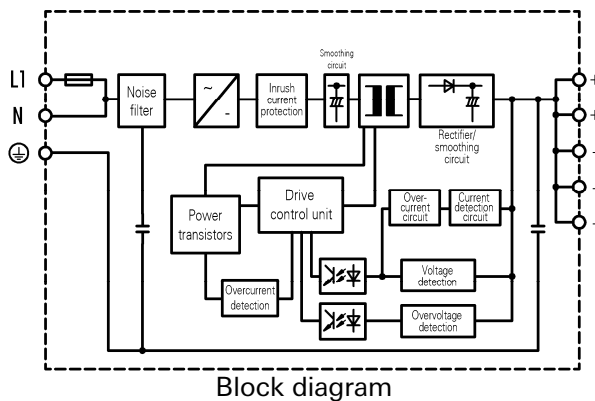 Smoothing
circuit
L1
N
Noise
filter
~
-
Inrush
current
protection
Rectifier/
smoothing
circuit
+
+
-
-
-
Power
transistors
Drive
control unit
Over-
current
circuit
Current
detection
circuit
Overcurrent
detection
Voltage
detection
Overvoltage
detection
Block diagram